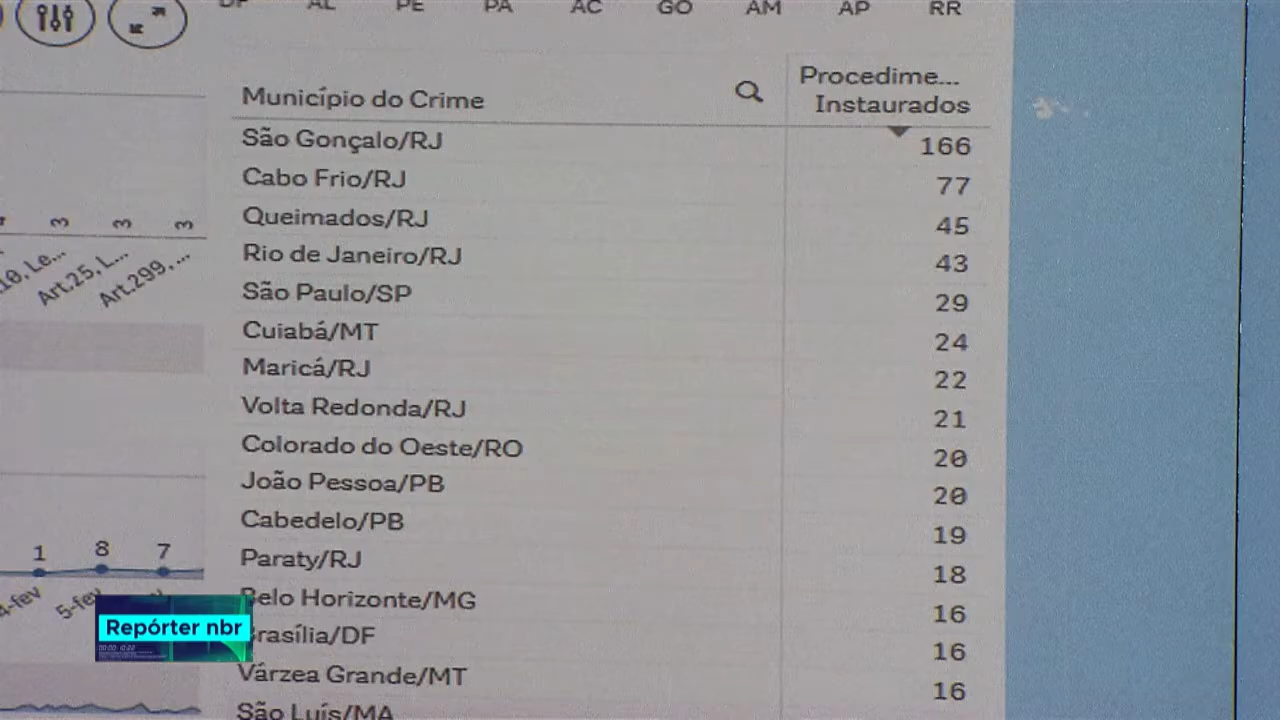 AL PE PA AC GO AM AP RR
Município do Crime
Procedime...
Instaurados
São Gonçalo/RJ 166
Cabo Frio/RJ 77
Queimados/RJ 45
Rio de Janeiro/RJ 43
São Paulo/SP 29
Cuiabá/MT 24
Maricá/RJ 22
Volta Redonda/RJ 21
Colorado do Oeste/RO 20
João Pessoa/PB 20
Cabedelo/PB 19
Paraty/RJ 18
Belo Horizonte/MG 16
Brasília/DF 16
Várzea Grande/MT 16
São Luís/MA
3 3 3
Art.25, L...
Art.299, ...
1 8 7
5-fev
Repórter nbr